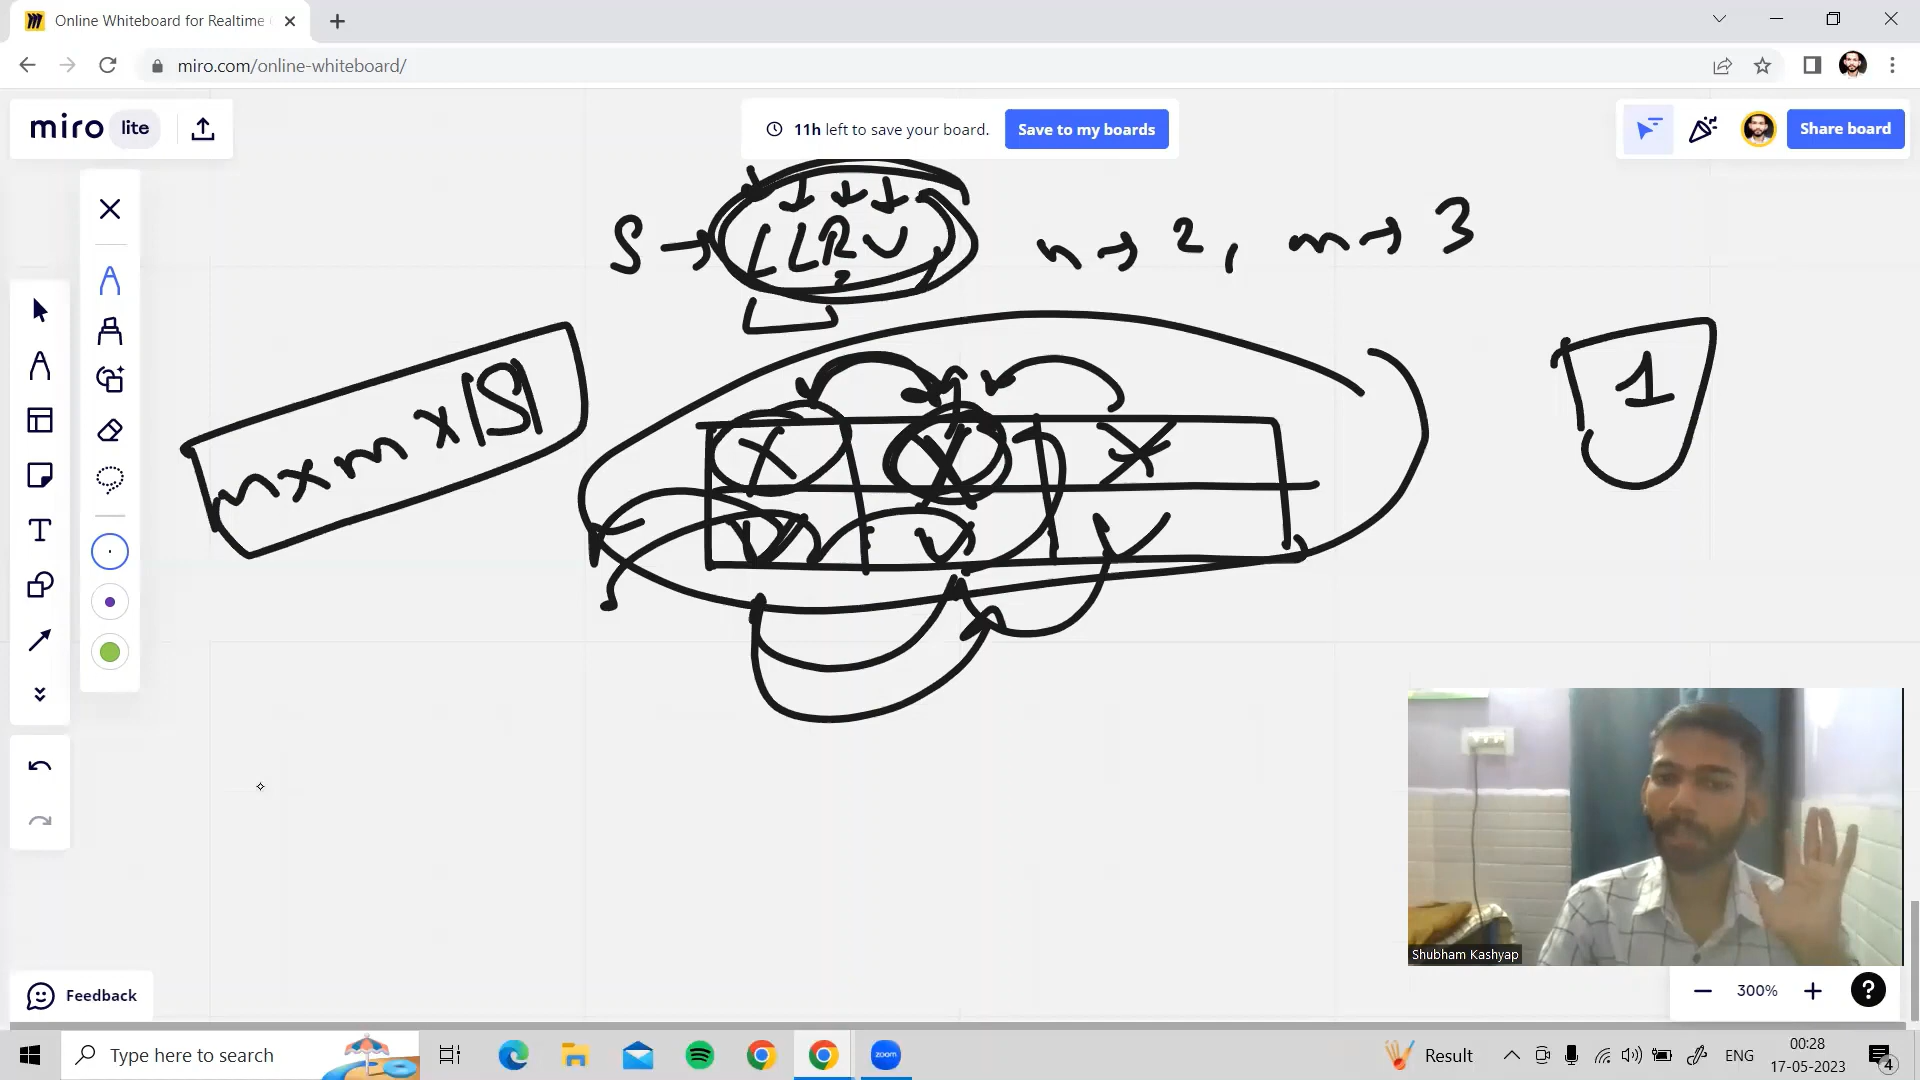 Online Whiteboard for Realtime
miro.com/online-whiteboard/
miro lite
11h left to save your board.
Save to my boards
Share board
S → LLRU n → 2, m → 3
n x m x |S|
1
X X X
✓ ✓ ✓
T
Shubham Kashyap
Feedback
300%
?
Type here to search
zoom
Result
ENG
00:28
17-05-2023
4